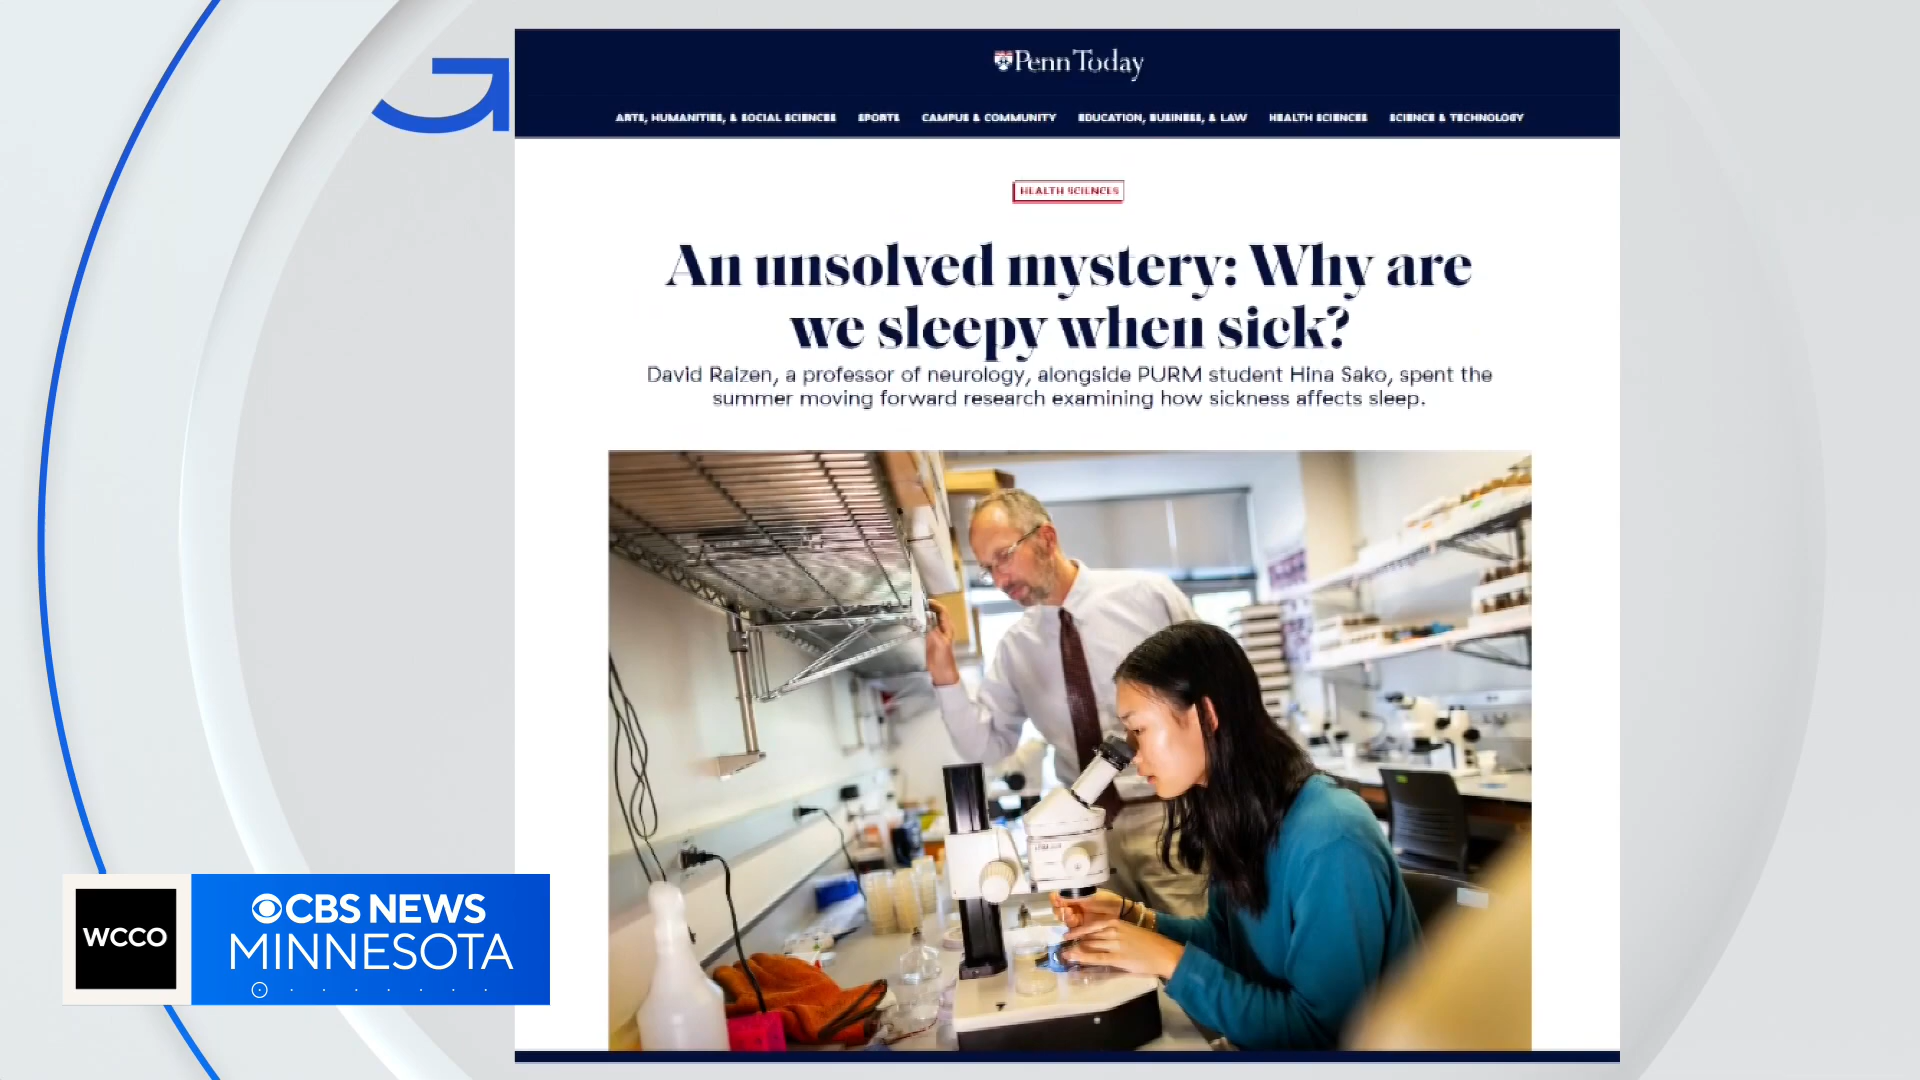 Penn Today
ARTS, HUMANITIES, & SOCIAL SCIENCES SPORTS CAMPUS & COMMUNITY EDUCATION, BUSINESS, & LAW HEALTH SCIENCES SCIENCE & TECHNOLOGY
HEALTH SCIENCES
An unsolved mystery: Why are
we sleepy when sick?
David Raizen, a professor of neurology, alongside PURM student Hina Sako, spent the
summer moving forward research examining how sickness affects sleep.
WCCO
CBS NEWS
MINNESOTA